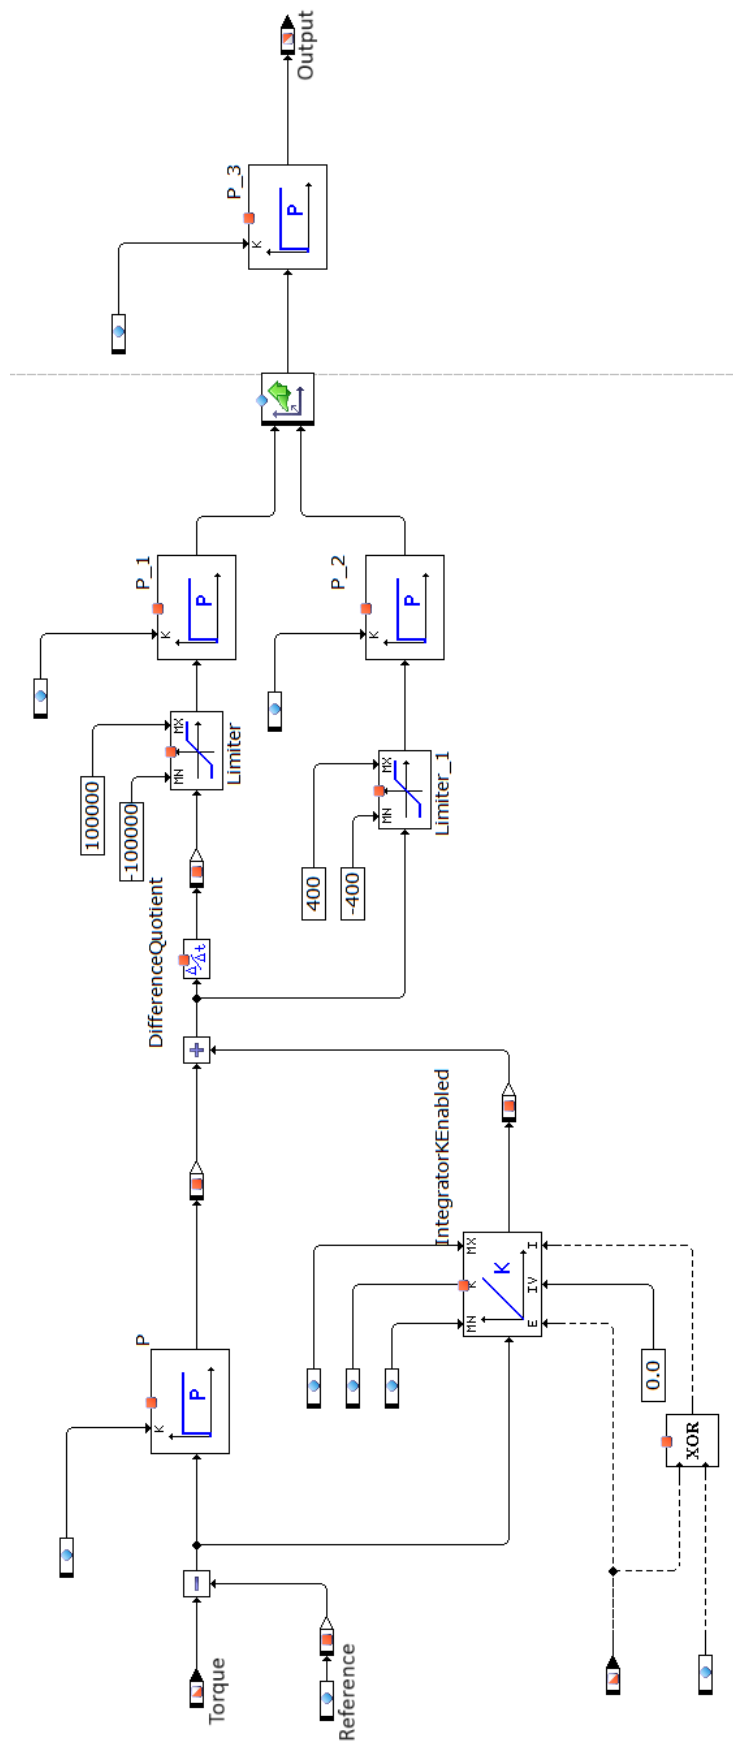 100000
-100000
K
P
P
DifferenceQuotient
MN
MX
Limiter
K
P
P_1
K
P
P_3
Output
Δ/Δt
−
+
Torque
400
-400
Reference
MN
MX
Limiter_1
K
P
P_2
IntegratorKEnabled
MN
K
MX
K
E
IV
I
0.0
XOR